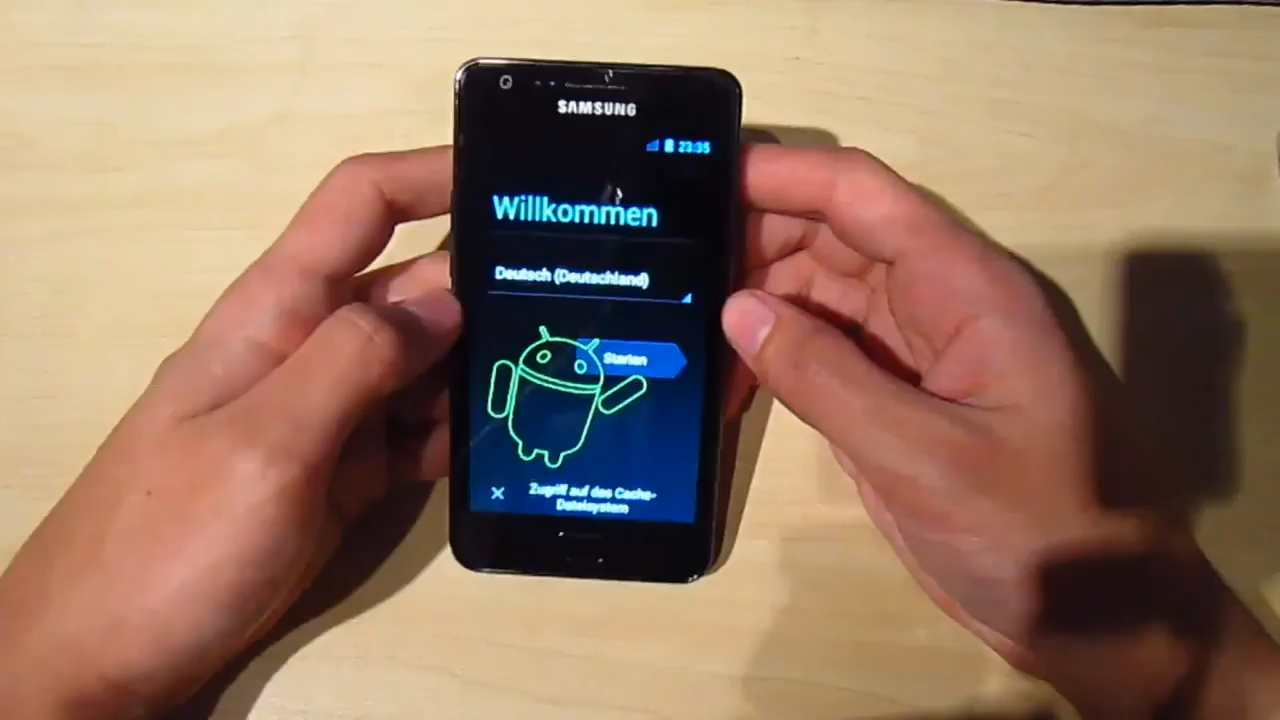 SAMSUNG
23:35
Willkommen
Deutsch (Deutschland)
Starten
Zugriff auf das Cache-
Dateisystem